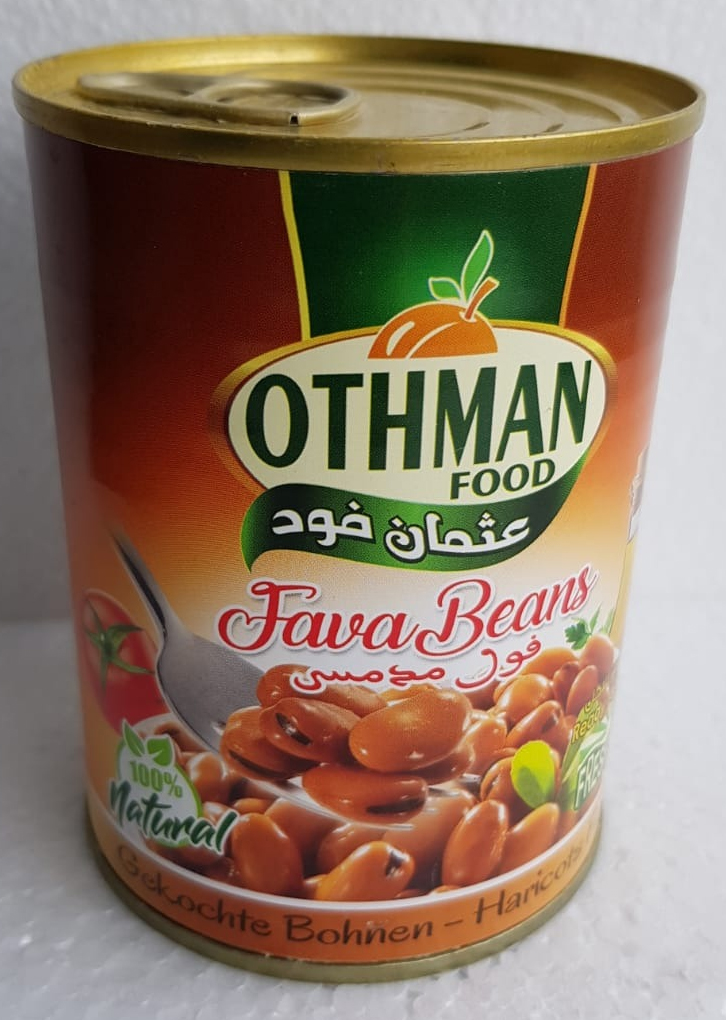 OTHMAN
FOOD
عثمان فود
Fava Beans
فول مدمس
100%
Natural
Gekochte Bohnen - Haricots